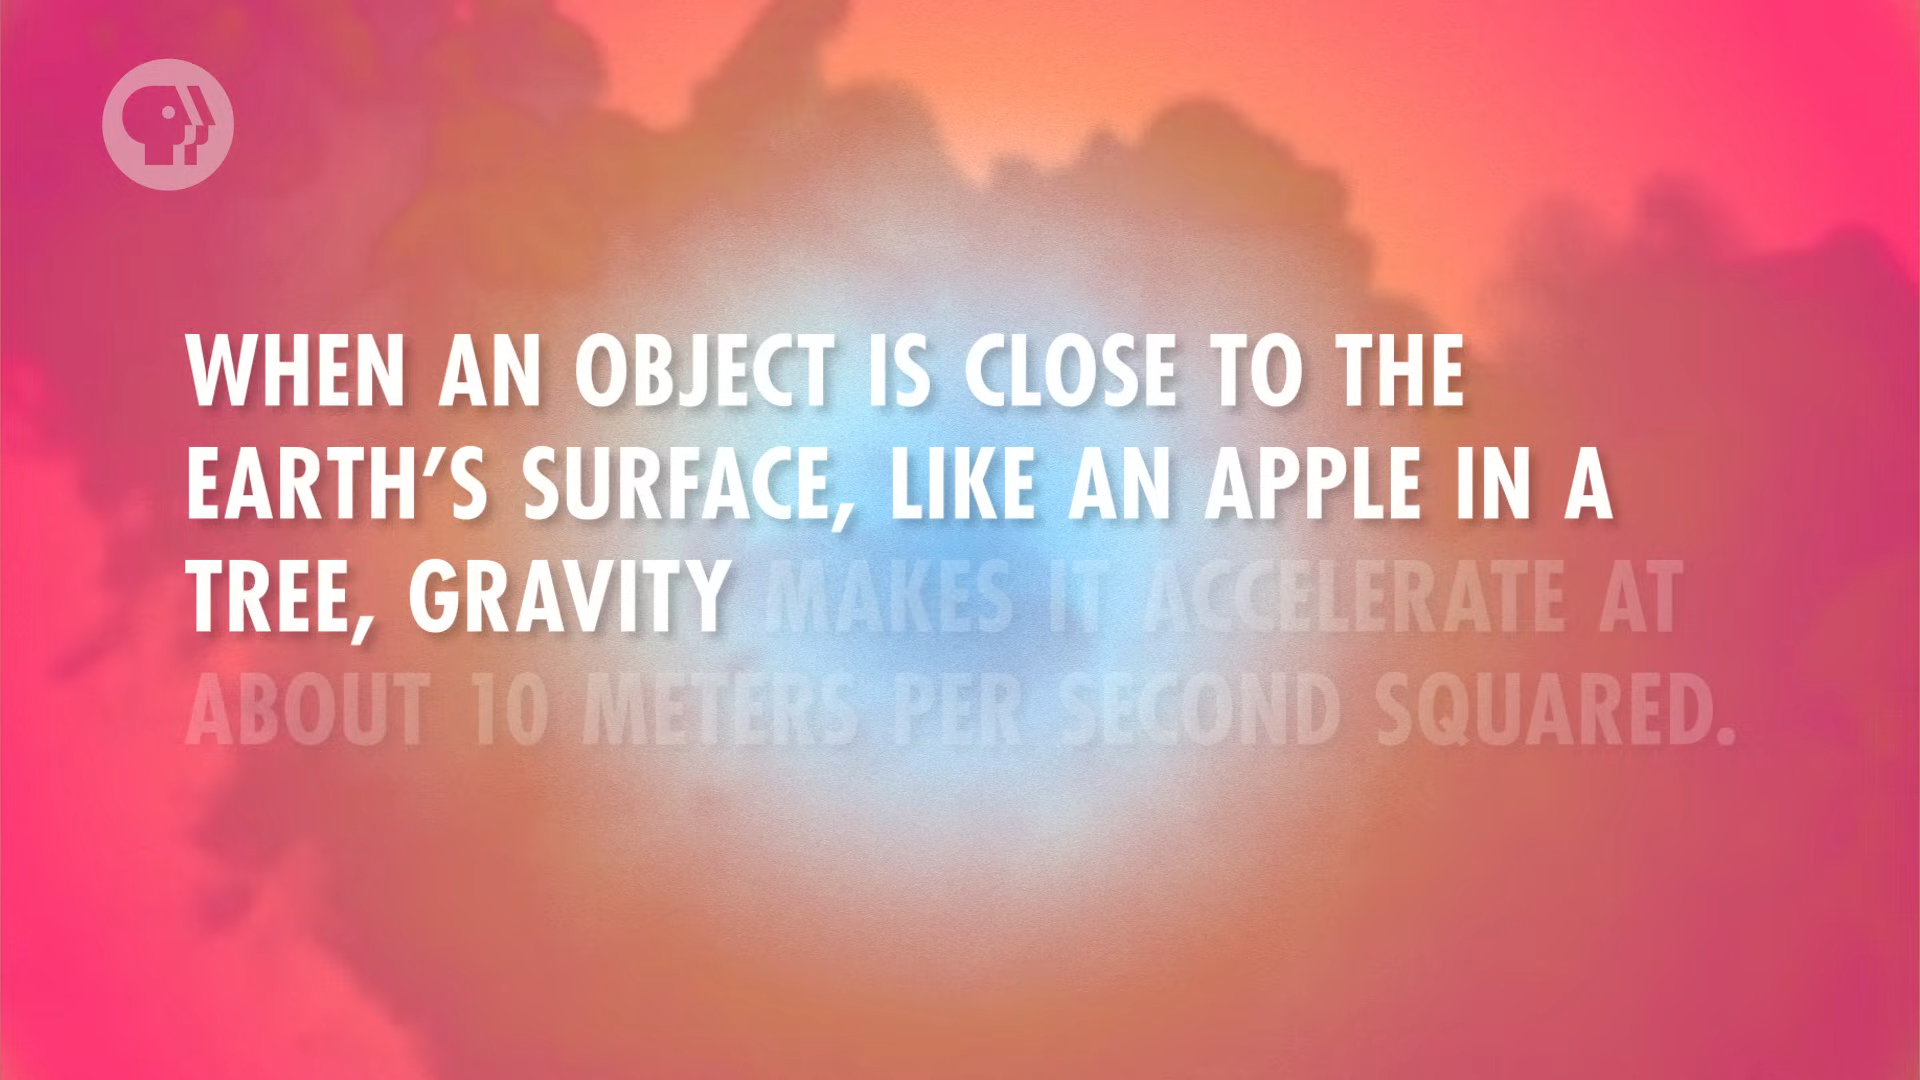 WHEN AN OBJECT IS CLOSE TO THE
EARTH’S SURFACE, LIKE AN APPLE IN A
TREE, GRAVITY MAKES IT ACCELERATE AT
ABOUT 10 METERS PER SECOND SQUARED.